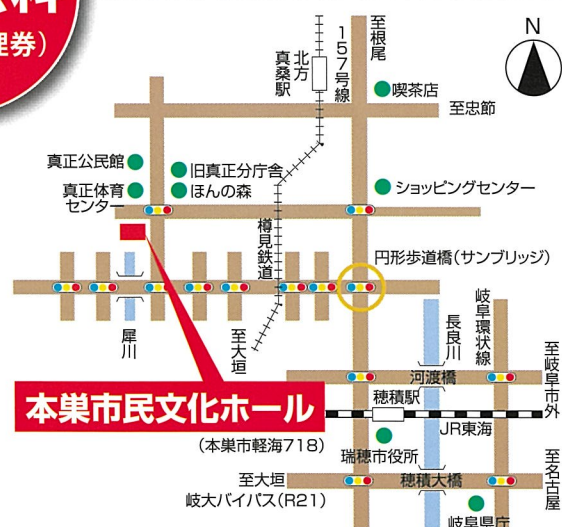 料
理券）
N
至根尾
157号線
北方
真桑駅
喫茶店
至忠節
真正公民館
旧真正分庁舎
真正体育
センター
ほんの森
ショッピングセンター
樽見鉄道
円形歩道橋（サンブリッジ）
犀川
至大垣
長良川
岐阜環状線
至岐阜市外
河渡橋
本巣市民文化ホール
（本巣市軽海718）
穂積駅
JR東海
瑞穂市役所
至大垣
穂積大橋
至名古屋
岐大バイパス（R21）
岐阜県庁